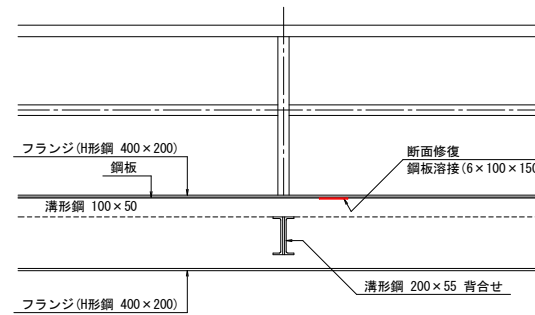 フランジ(H形鋼 400×200)
鋼板
断面修復
鋼板溶接(6×100×150
溝形鋼 100×50
溝形鋼 200×55 背合せ
フランジ(H形鋼 400×200)